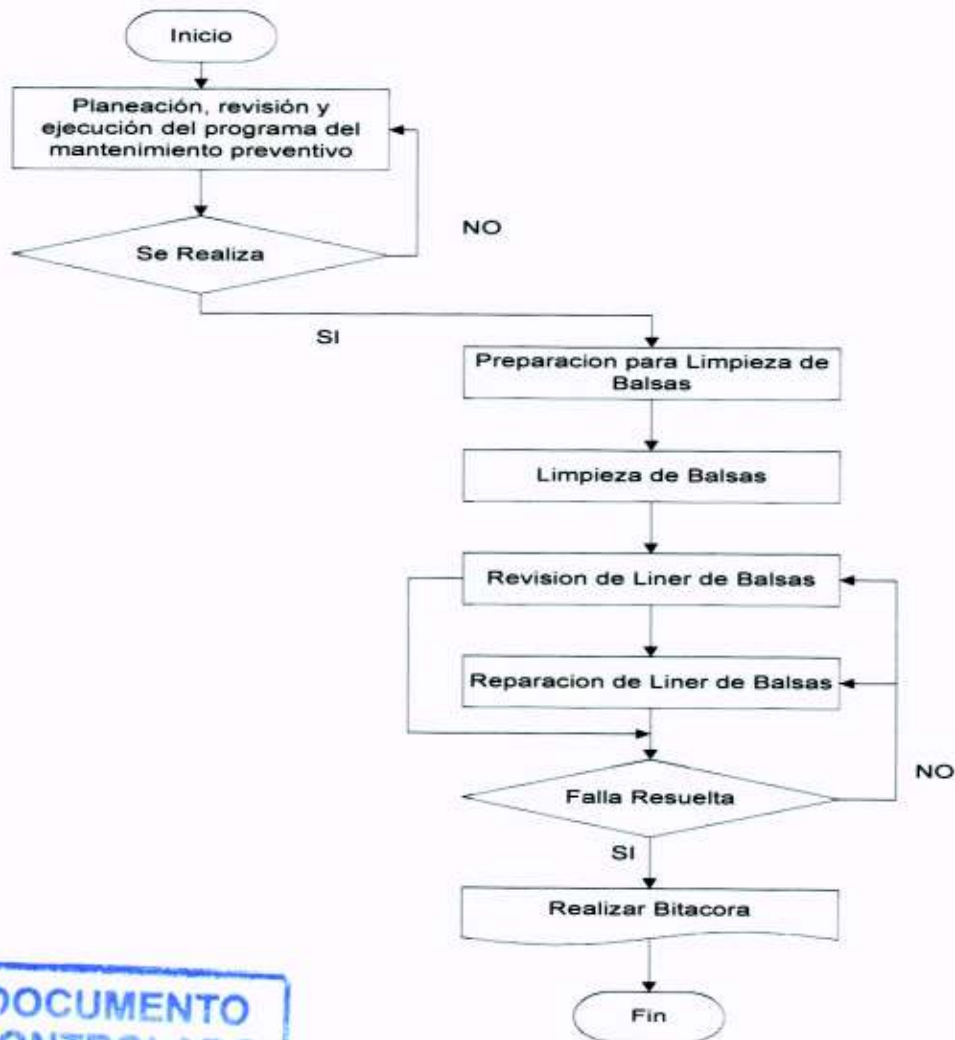 Inicio
Planeación, revisión y
ejecución del programa del
mantenimiento preventivo
NO
Se Realiza
SI
Preparacion para Limpieza de
Balsas
Limpieza de Balsas
Revision de Liner de Balsas
Reparacion de Liner de Balsas
NO
Falla Resuelta
SI
Realizar Bitacora
Fin
DOCUMENTO